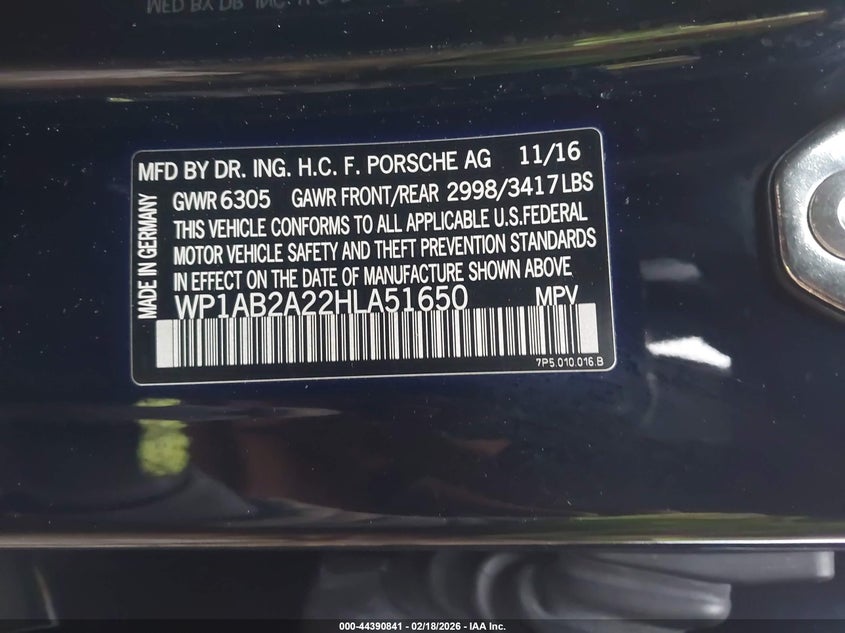 MFD BY DR. ING. H.C. F. PORSCHE AG 11/16
GVWR 6305 GAWR FRONT/REAR 2998/3417LBS
THIS VEHICLE CONFORMS TO ALL APPLICABLE U.S.FEDERAL
MOTOR VEHICLE SAFETY AND THEFT PREVENTION STANDARDS
IN EFFECT ON THE DATE OF MANUFACTURE SHOWN ABOVE
WP1AB2A22HLA51650 MPV
7P5.010.016.B
MADE IN GERMANY
000-44390841 - 02/18/2026 - IAA Inc.